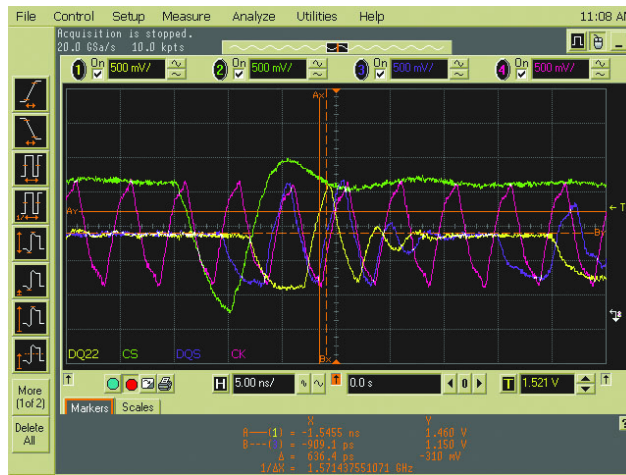 File Control Setup Measure Analyze Utilities Help 11:08 AM
Acquisition is stopped.
20.0 GSa/s 10.0 kpts
1 On 500 mV/ 2 On 500 mV/ 3 On 500 mV/ 4 On 500 mV/
Ax
T
Ay
By
DQ22 CS DQS CK
Bx
More
(1of 2)
Delete
All
H 5.00 ns/ 0.0 s 0 T 1.521 V
Markers Scales
X Y
A---(1) = -1.5455 ns 1.460 V
B---(3) = -909.1 ps 1.150 V
Δ = 636.4 ps -310 mV
1/ΔX = 1.571437551071 GHz